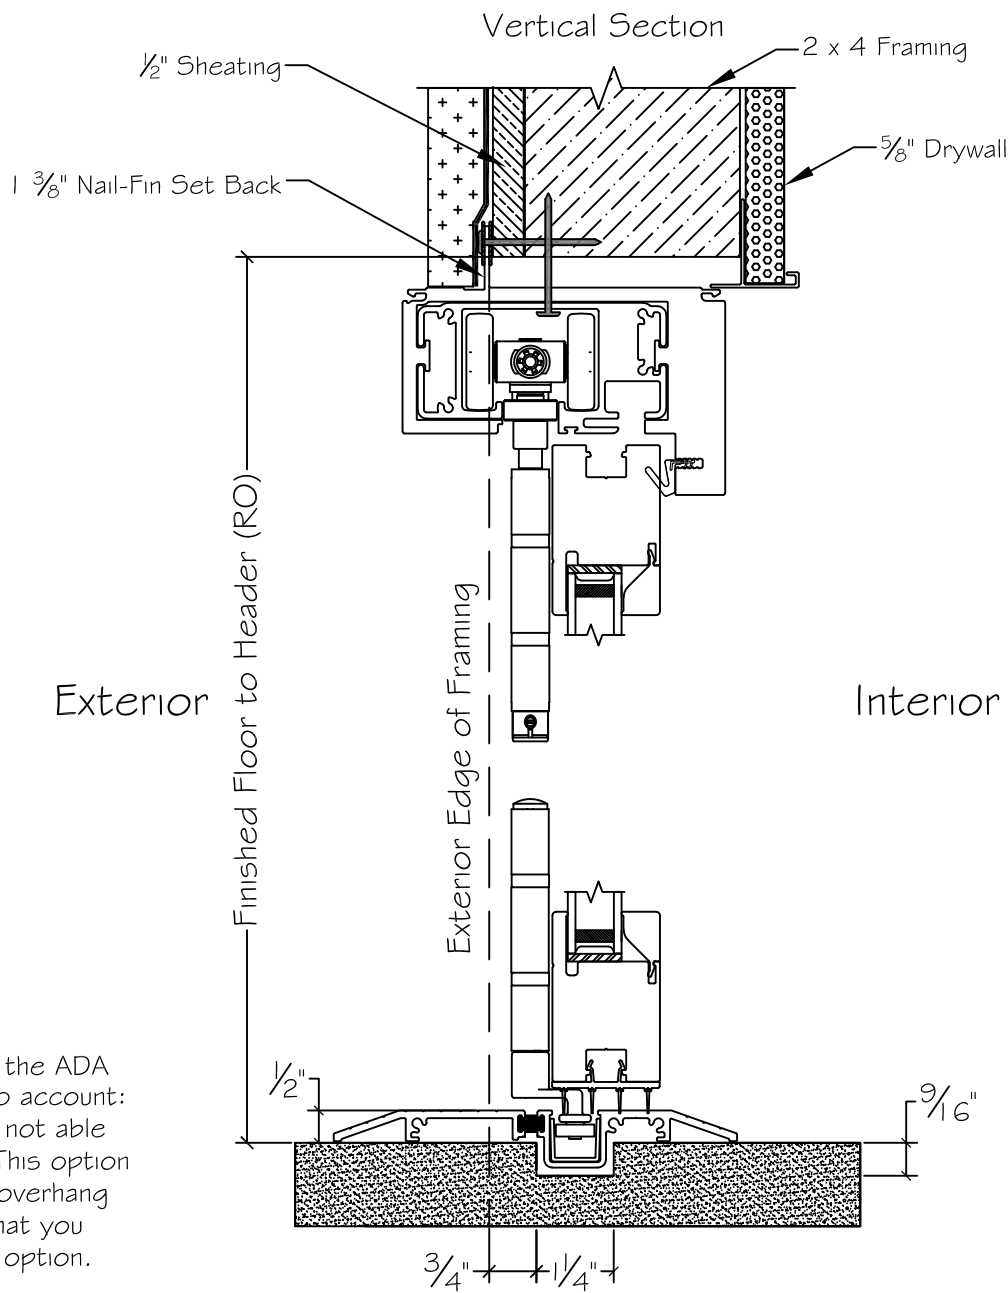 Vertical Section
2 x 4 Framing
1/2" Sheating
5/8" Drywall
1 3/8" Nail-Fin Set Back
Finished Floor to Header (RO)
Exterior Edge of Framing
Exterior
Interior
the ADA
account:
not able
This option
overhang
you
option.
1/2"
9/16"
3/4"
1 1/4"